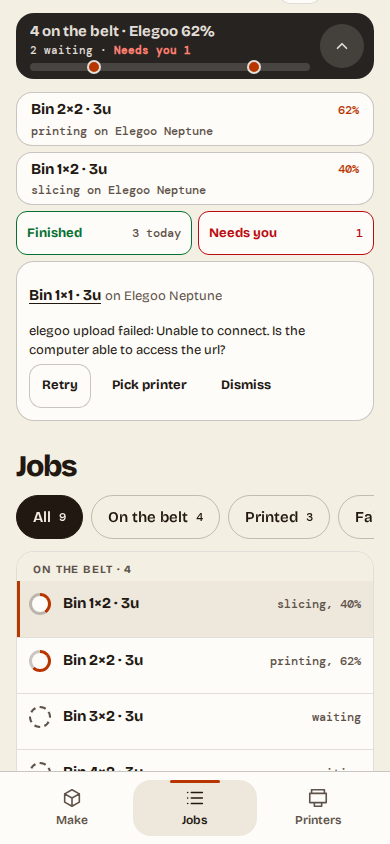 4 on the belt · Elegoo 62%
2 waiting · Needs you 1
Bin 2×2 · 3u 62%
printing on Elegoo Neptune
Bin 1×2 · 3u 40%
slicing on Elegoo Neptune
Finished 3 today
Needs you 1
Bin 1×1 · 3u on Elegoo Neptune
elegoo upload failed: Unable to connect. Is the
computer able to access the url?
Retry Pick printer Dismiss
Jobs
All 9 On the belt 4 Printed 3 Fa
ON THE BELT · 4
Bin 1×2 · 3u slicing, 40%
Bin 2×2 · 3u printing, 62%
Bin 3×2 · 3u waiting
Make Jobs Printers